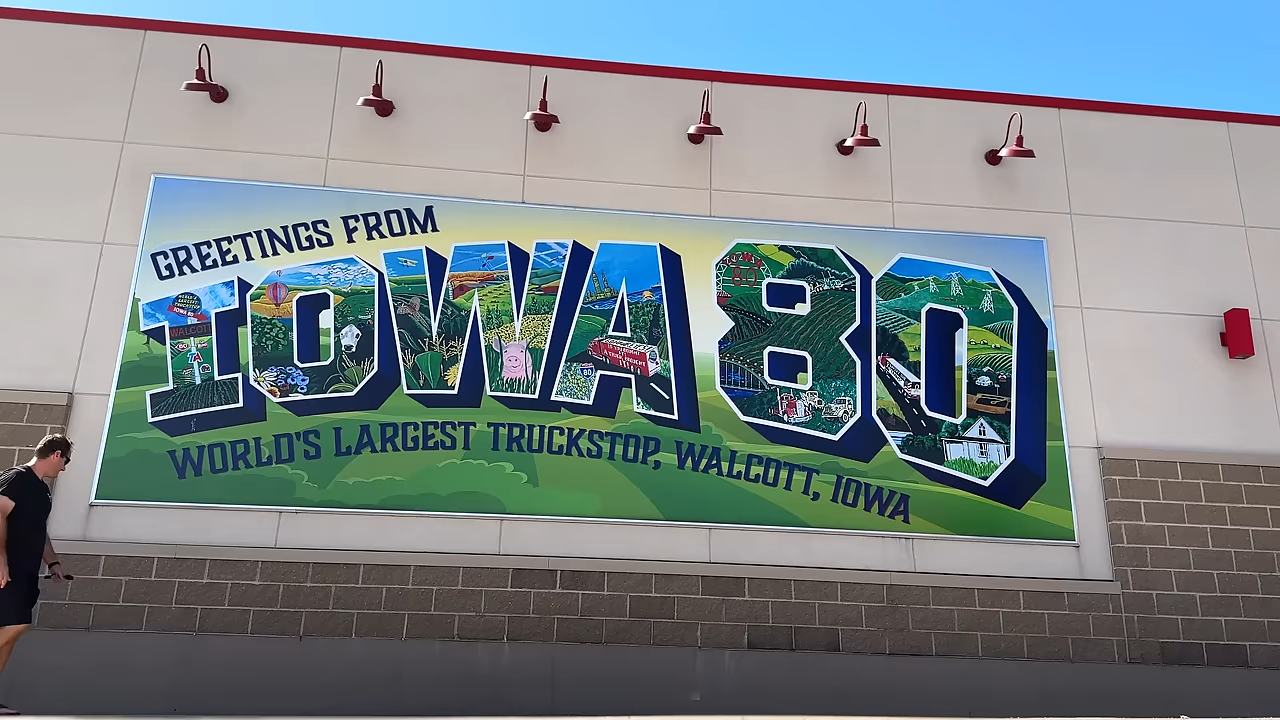 GREETINGS FROM
IOWA 80
WORLD'S LARGEST TRUCKSTOP, WALCOTT, IOWA